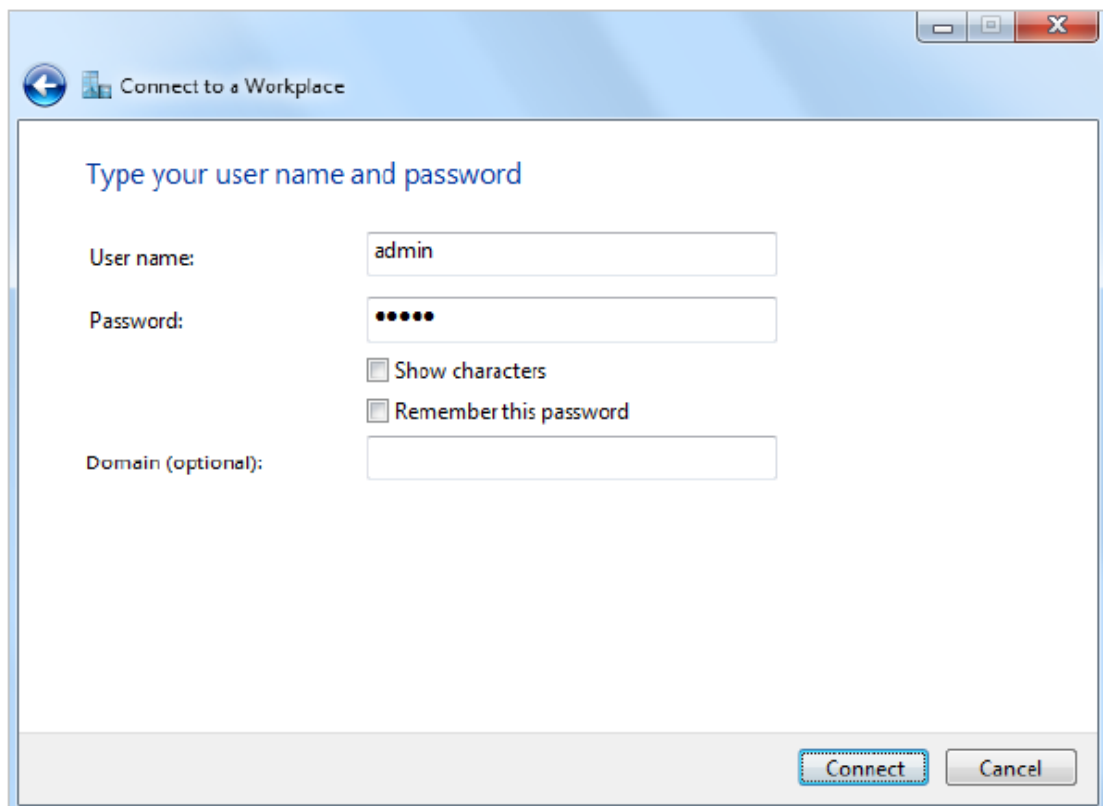 Connect to a Workplace
Type your user name and password
User name:
admin
Password:
•••••
Show characters
Remember this password
Domain (optional):
Connect
Cancel